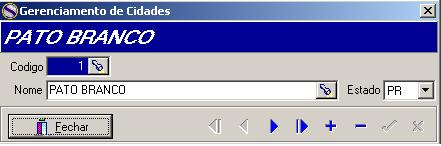 Gerenciamento de Cidades
PATO BRANCO
Codigo 1
Nome PATO BRANCO Estado PR
Fechar